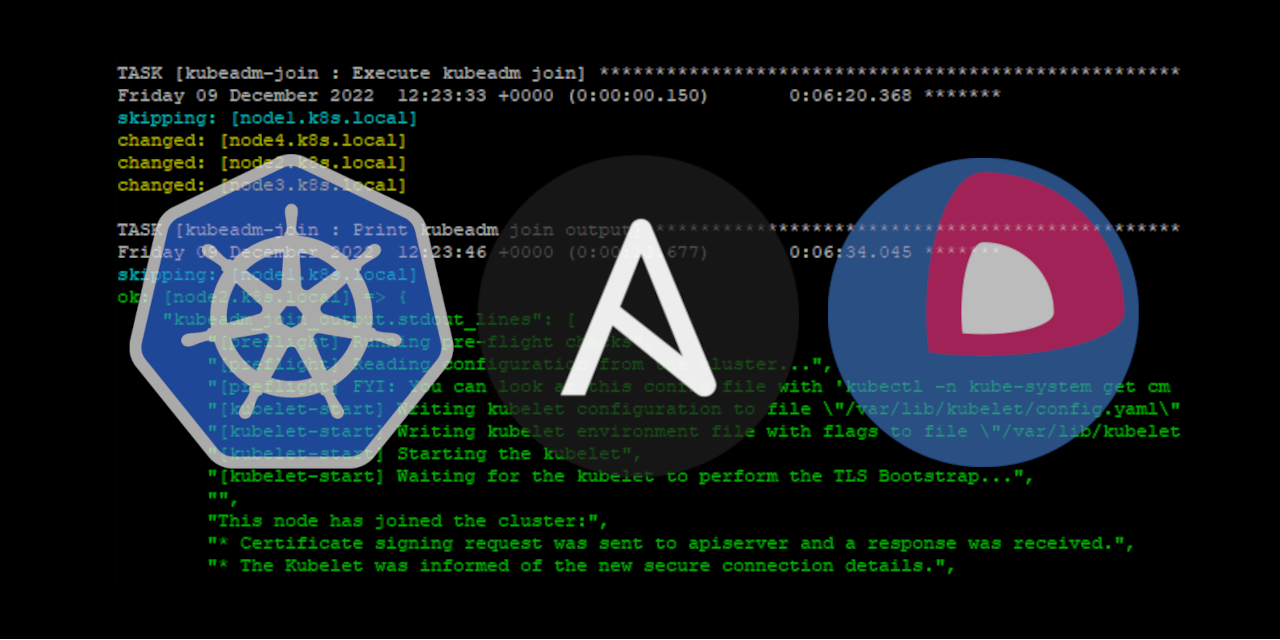 TASK [kubeadm-join : Execute kubeadm join] ****************************************************
Friday 09 December 2022  12:23:33 +0000 (0:00:00.150)       0:06:20.368 *******
skipping: [node1.k8s.local]
changed: [node4.k8s.local]
changed: [node2.k8s.local]
changed: [node3.k8s.local]
TASK [kubeadm-join : Print kubeadm join output] ***********************************************
Friday 09 December 2022  12:23:46 +0000 (0:00:13.677)       0:06:34.045 *******
skipping: [node1.k8s.local]
ok: [node2.k8s.local] => {
"kubeadm_join_output.stdout_lines": [
"[preflight] Running pre-flight checks",
"[preflight] Reading configuration from the cluster...",
"[preflight] FYI: You can look at this config file with 'kubectl -n kube-system get cm
"[kubelet-start] Writing kubelet configuration to file \"/var/lib/kubelet/config.yaml\"
"[kubelet-start] Writing kubelet environment file with flags to file \"/var/lib/kubelet
"[kubelet-start] Starting the kubelet",
"[kubelet-start] Waiting for the kubelet to perform the TLS Bootstrap...",
"",
"This node has joined the cluster:",
"* Certificate signing request was sent to apiserver and a response was received.",
"* The Kubelet was informed of the new secure connection details.",